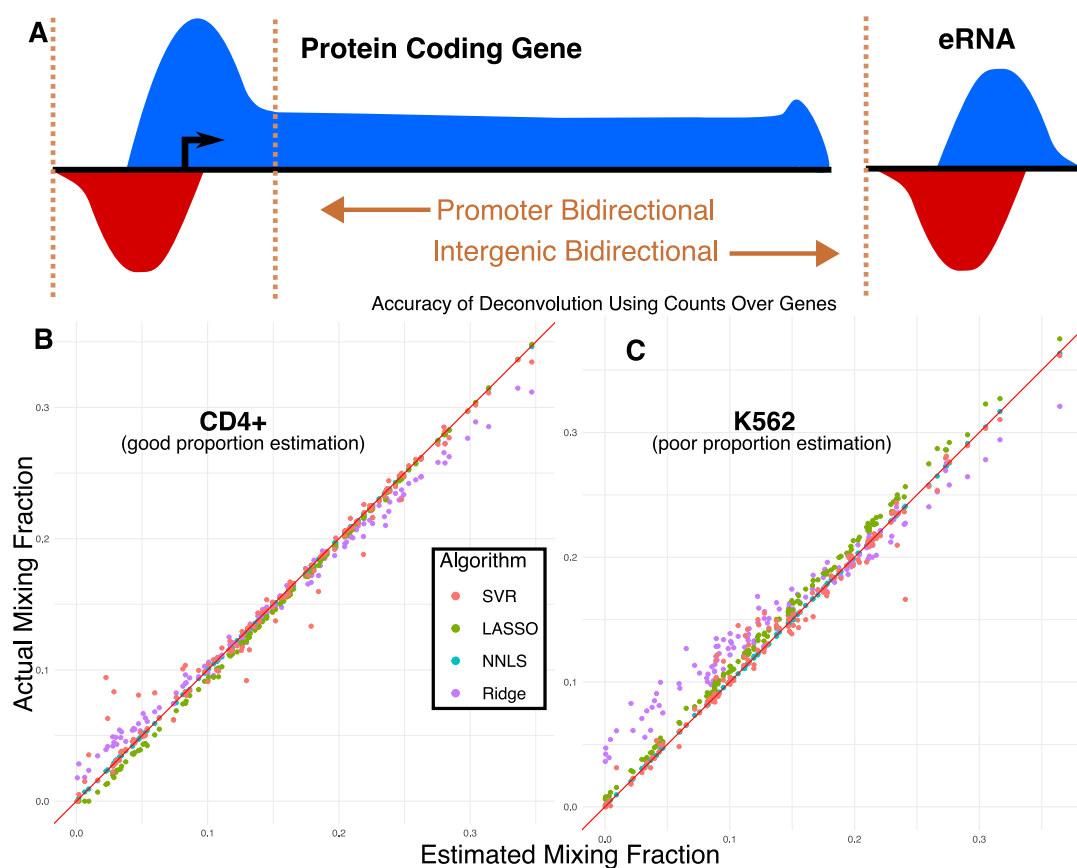 A
Protein Coding Gene
eRNA
Promoter Bidirectional
Intergenic Bidirectional
Accuracy of Deconvolution Using Counts Over Genes
B
CD4+
(good proportion estimation)
C
K562
(poor proportion estimation)
Actual Mixing Fraction
0.3
0.2
0.1
0.0
0.3
0.2
0.1
0.0
Algorithm
SVR
LASSO
NNLS
Ridge
0.0
0.1
0.2
0.3
0.0
0.1
0.2
0.3
Estimated Mixing Fraction